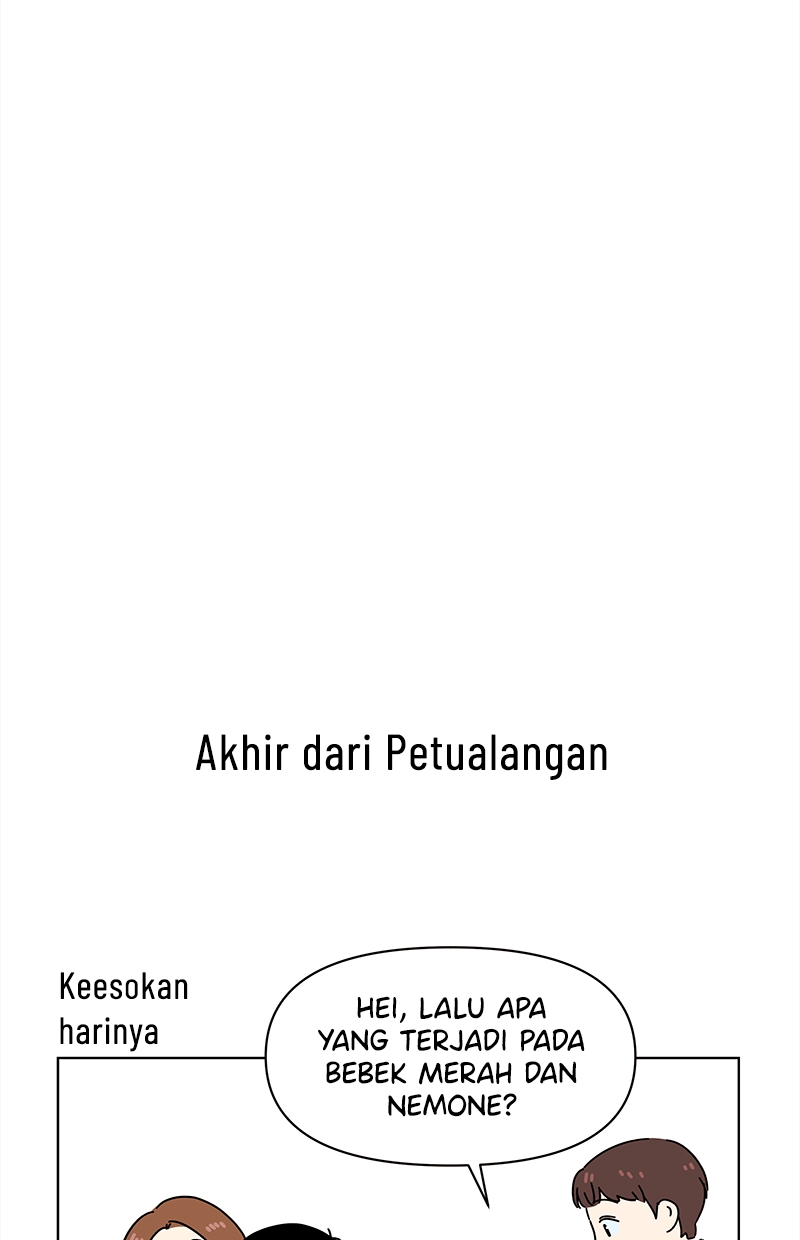 Akhir dari Petualangan
Keesokan
harinya
HEI, LALU APA
YANG TERJADI PADA
BEBEK MERAH DAN
NEMONE?